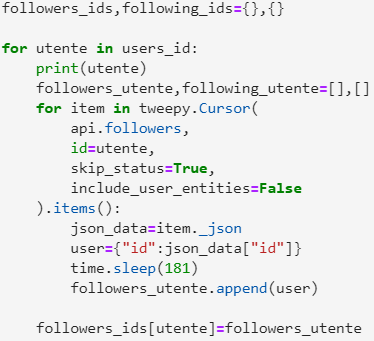 followers_ids,following_ids={},{}
for utente in users_id:
    print(utente)
    followers_utente,following_utente=[],[]
    for item in tweepy.Cursor(
        api.followers,
        id=utente,
        skip_status=True,
        include_user_entities=False
    ).items():
        json_data=item._json
        user={"id":json_data["id"]}
        time.sleep(181)
        followers_utente.append(user)
    followers_ids[utente]=followers_utente